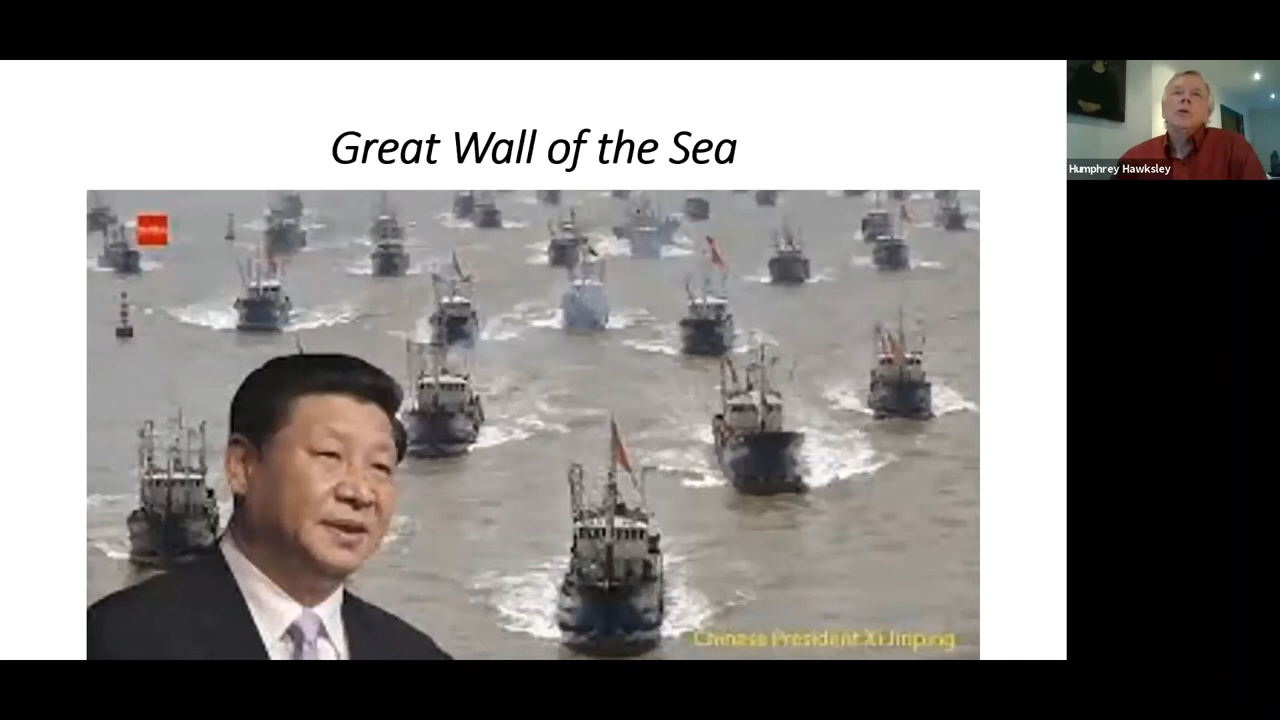 Great Wall of the Sea
Humphrey Hawksley
Chinese President Xi Jinping